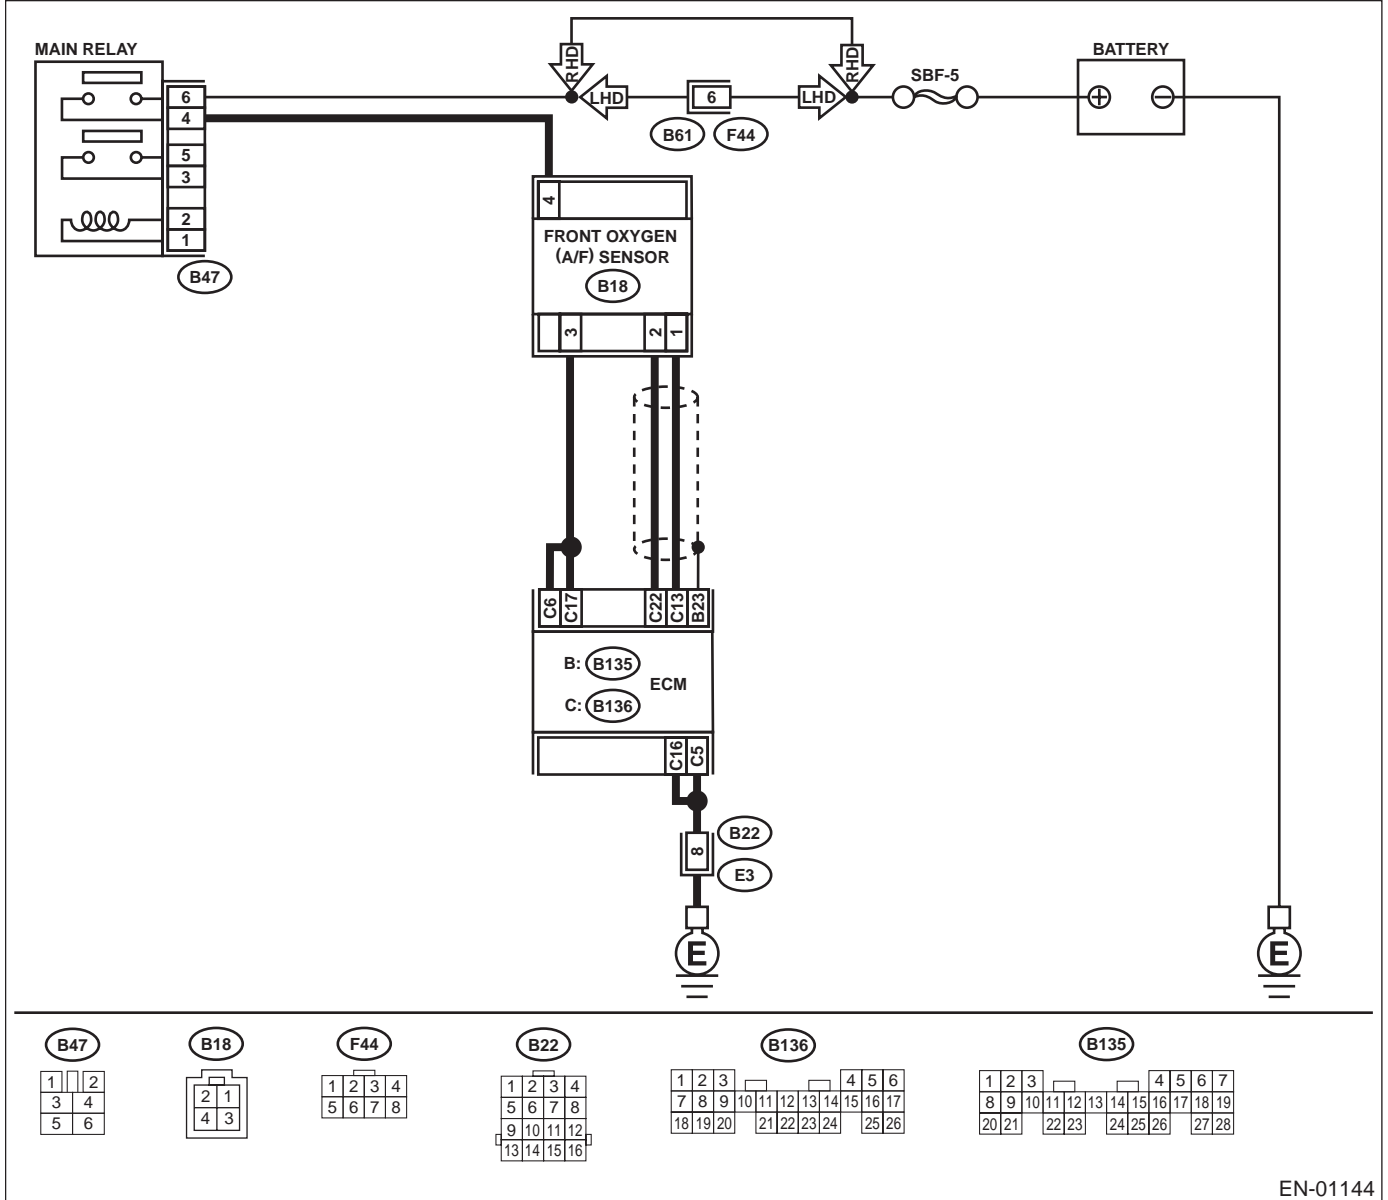 MAIN RELAY
6
4
5
3
2
1
B47
RHD
LHD
6
B61
F44
LHD
RHD
SBF-5
BATTERY
+
−
4
FRONT OXYGEN
(A/F) SENSOR
B18
3
2
1
C6
C17
C22
C13
B23
B: B135
ECM
C: B136
C16
C5
8
B22
E3
E
E
B47
1 2
3 4
5 6
B18
2 1
4 3
F44
1 2 3 4
5 6 7 8
B22
1 2 3 4
5 6 7 8
9 10 11 12
13 14 15 16
B136
1 2 3 4 5 6
7 8 9 10 11 12 13 14 15 16 17
18 19 20 21 22 23 24 25 26
B135
1 2 3 4 5 6 7
8 9 10 11 12 13 14 15 16 17 18 19
20 21 22 23 24 25 26 27 28
EN-01144